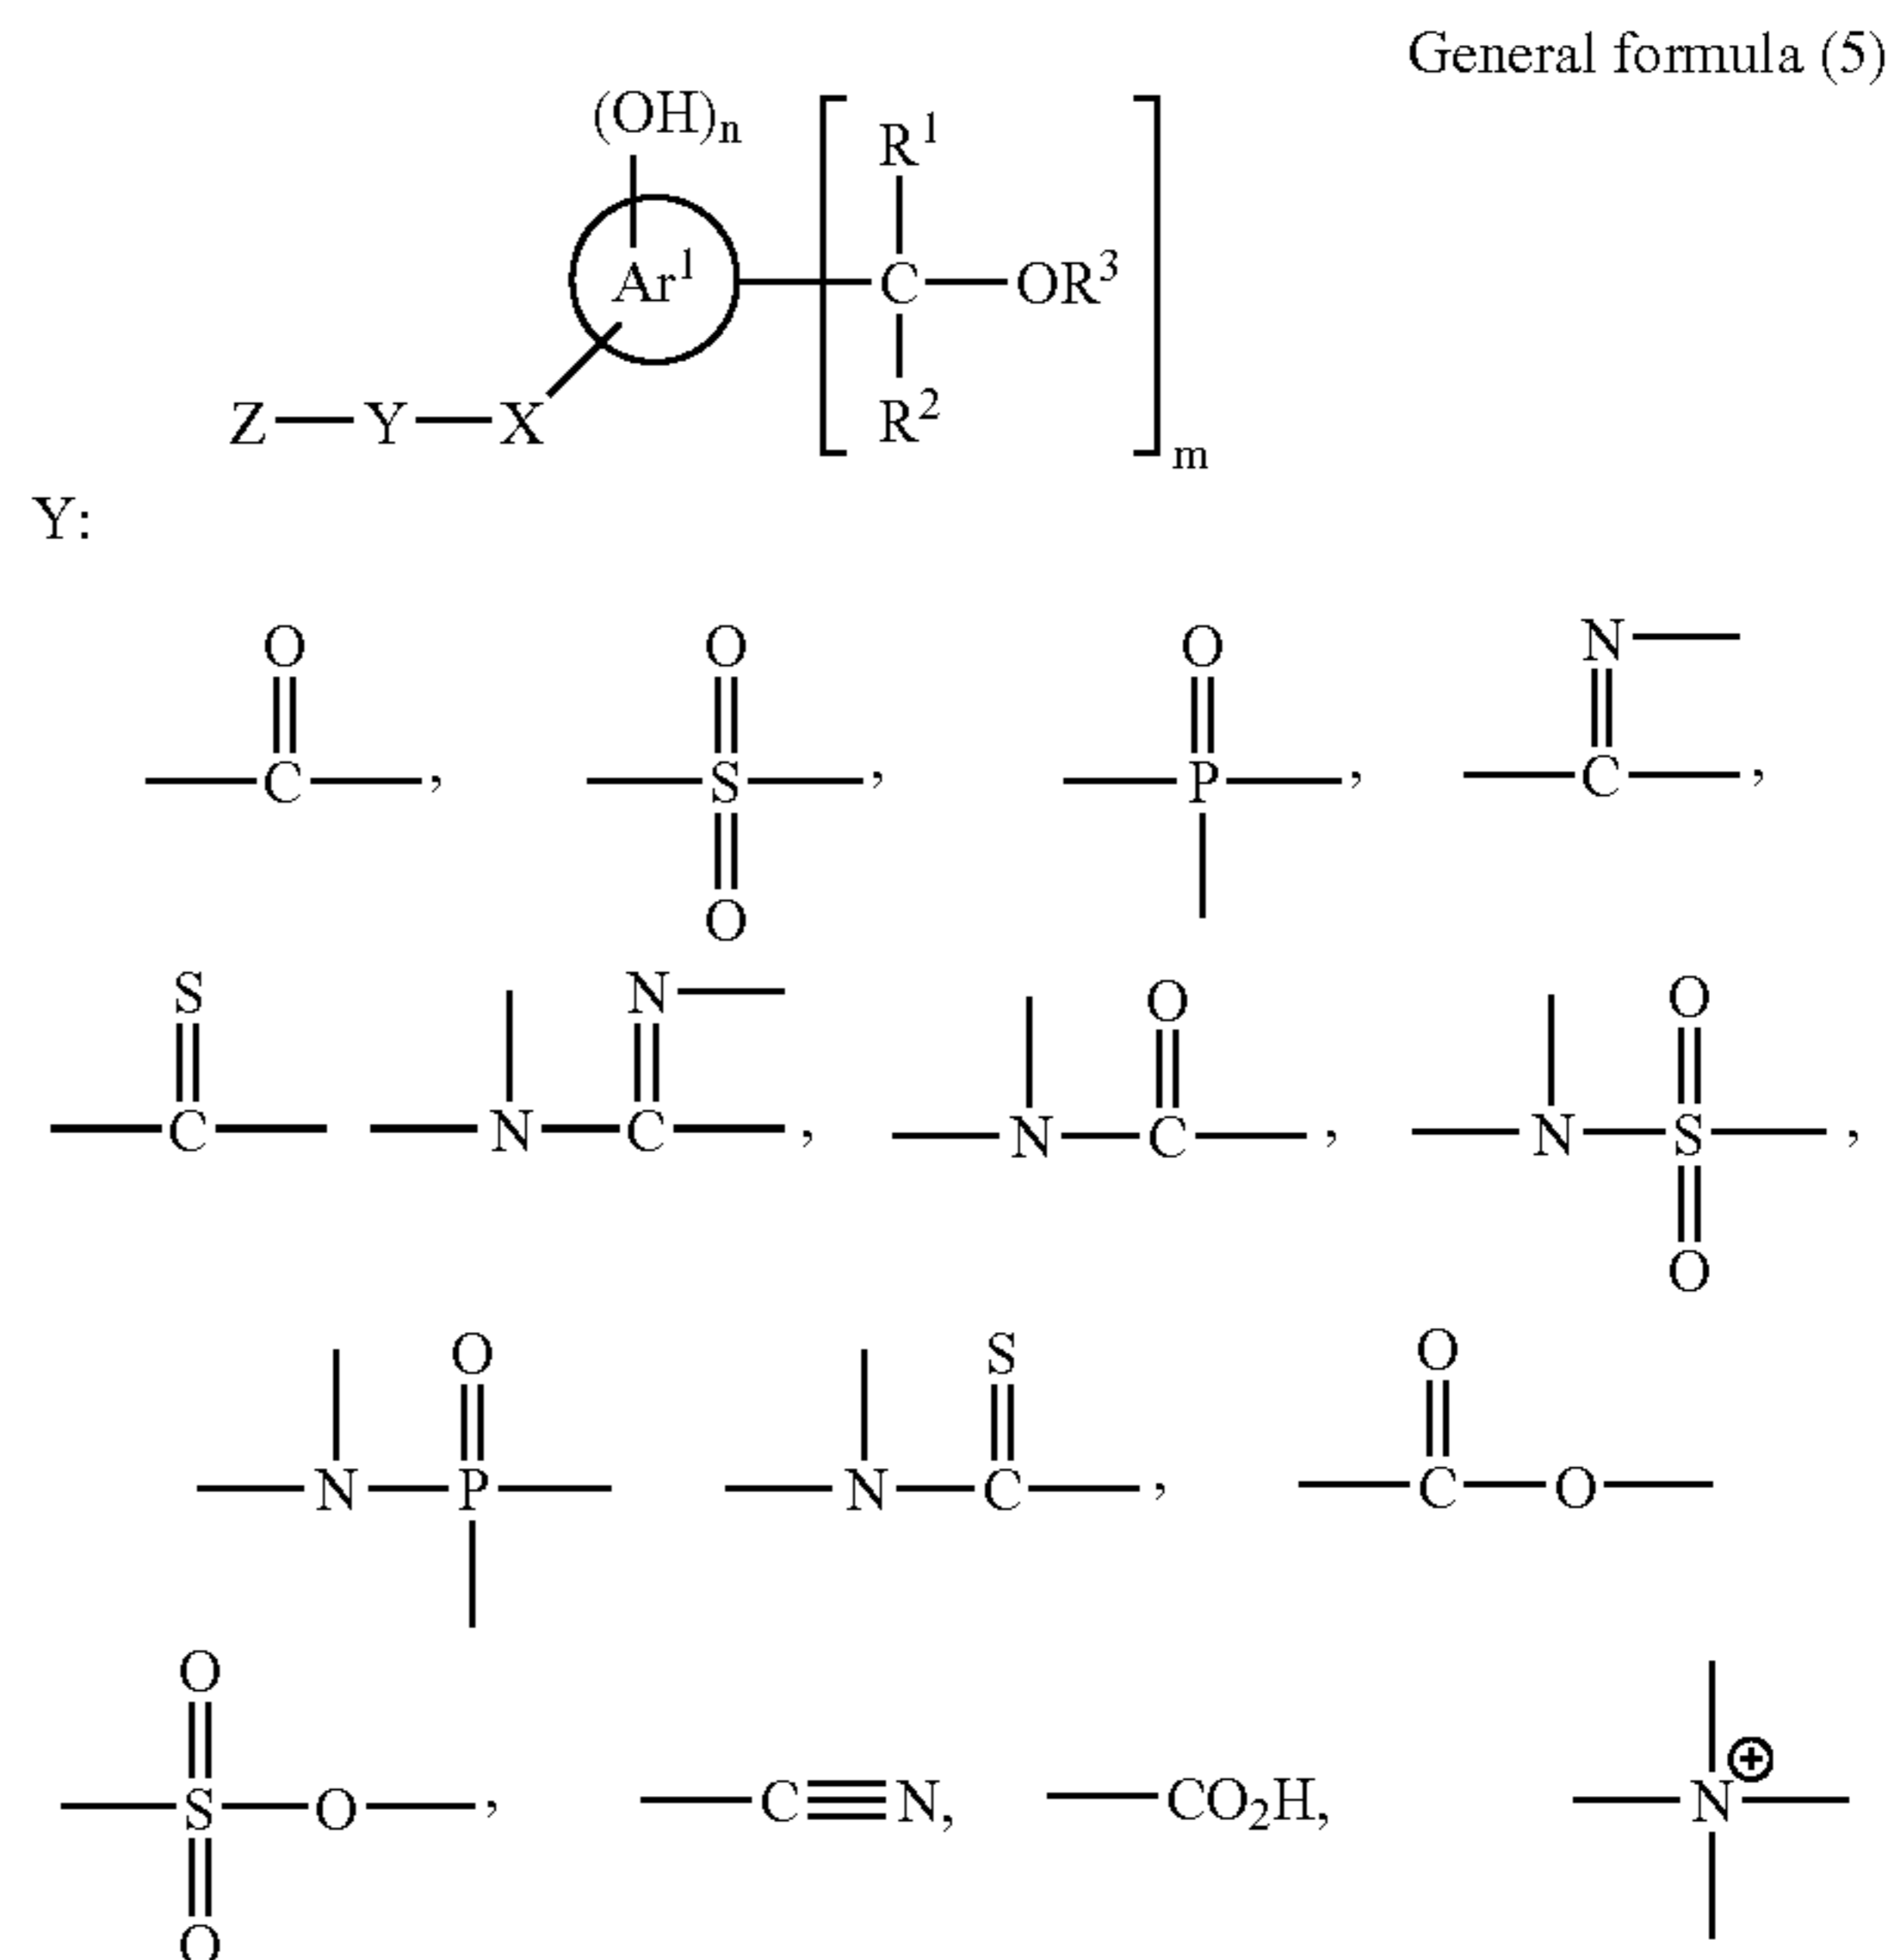 General formula (5)
(OH)n
R1
Ar1
C
OR3
R2
m
Z Y X
Y:
O O O N
C , S , P , C ,
O
S N O O
C N C , N C , N S ,
O
O S O
N P N C , C O
O
S O , C N, CO2H, N ⊕
O